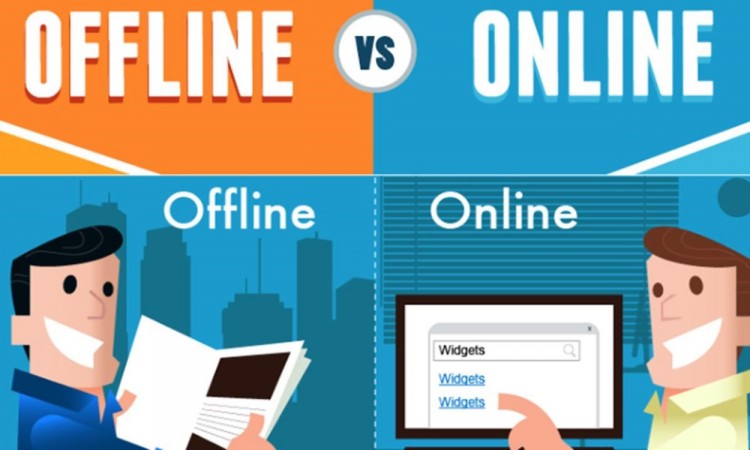 OFFLINE VS ONLINE
Offline
Online
Widgets
x
Widgets
Widgets